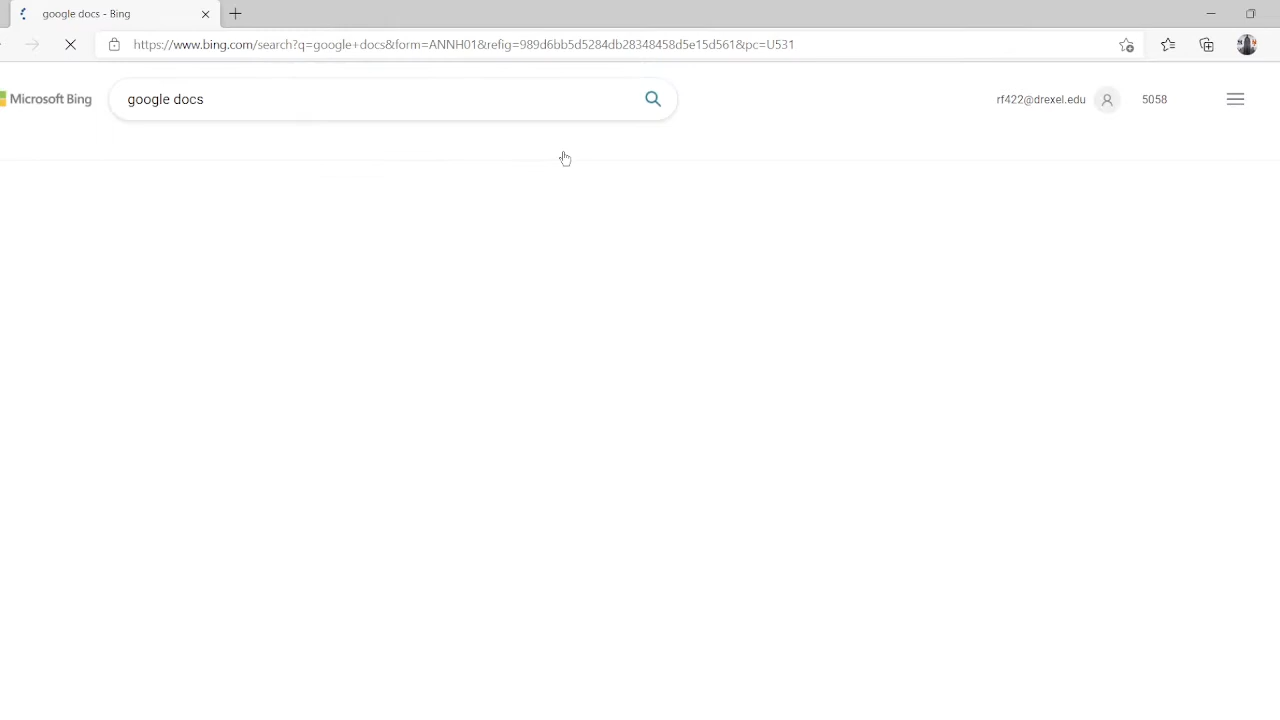 google docs - Bing
https://www.bing.com/search?q=google+docs&form=ANNH01&refig=989dfbb5d5284db28348458d5e15d561&pc=U531
Microsoft Bing
google docs
rf422@drexel.edu
5058